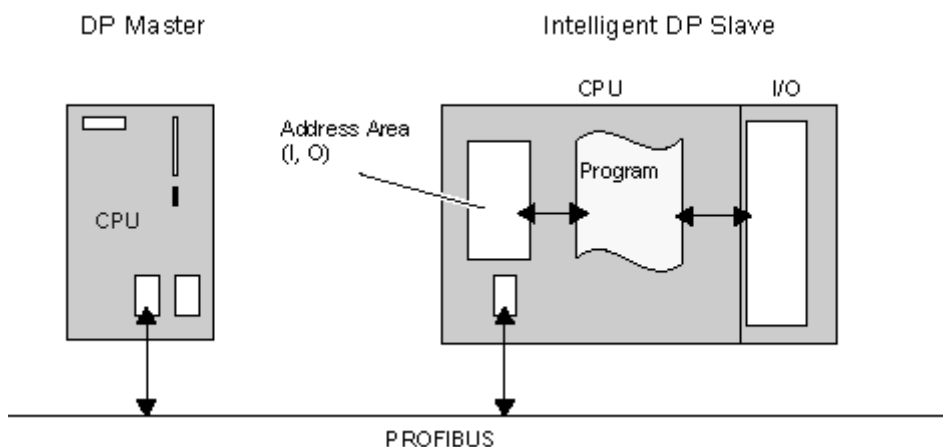 DP Master
Intelligent DP Slave
CPU
I/O
Address Area
(I, O)
Program
CPU
PROFIBUS